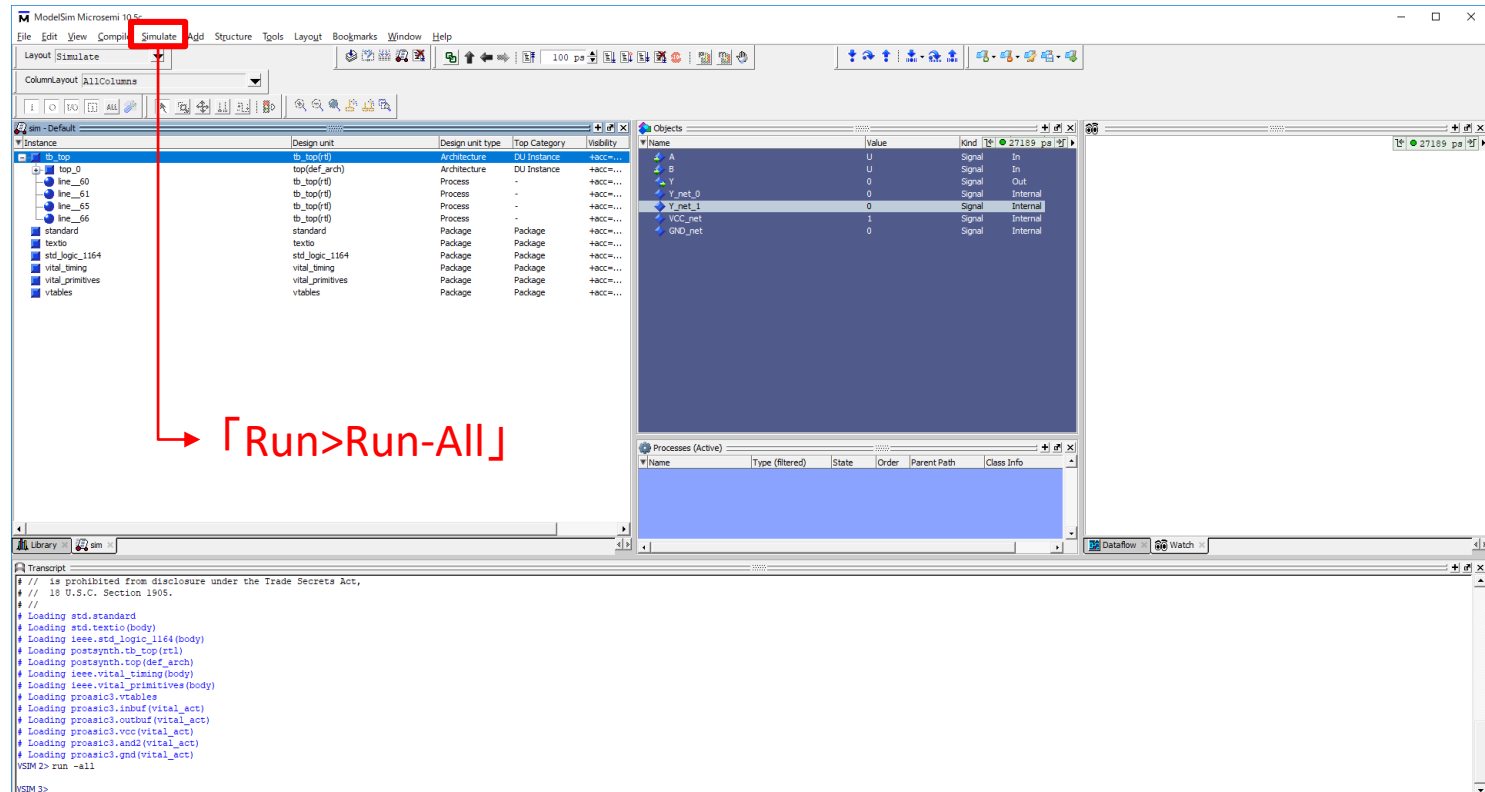 ModelSim Microsemi 10.5c
File Edit View Compile Simulate Add Structure Tools Layout Bookmarks Window Help
Layout Simulate
100 ps
ColumnLayout AllColumns
sim - Default
Instance Design unit Design unit type Top Category Visibility
tb_top tb_top(rtl) Architecture DU Instance +acc=...
top_0 top(def_arch) Architecture DU Instance +acc=...
line__60 tb_top(rtl) Process - +acc=...
line__61 tb_top(rtl) Process - +acc=...
line__65 tb_top(rtl) Process - +acc=...
line__66 tb_top(rtl) Process - +acc=...
standard standard Package Package +acc=...
textio textio Package Package +acc=...
std_logic_1164 std_logic_1164 Package Package +acc=...
vital_timing vital_timing Package Package +acc=...
vital_primitives vital_primitives Package Package +acc=...
vtables vtables Package Package +acc=...
「Run>Run-All」
Library sim
Objects
Name Value Kind 27189 ps
A U Signal In
B U Signal In
Y 0 Signal Out
Y_net_0 0 Signal Internal
Y_net_1 0 Signal Internal
VCC_net 1 Signal Internal
GND_net 0 Signal Internal
Processes (Active)
Name Type (filtered) State Order Parent Path Class Info
27189 ps
Dataflow Watch
Transcript
# // is prohibited from disclosure under the Trade Secrets Act,
# // 18 U.S.C. Section 1905.
# //
# Loading std.standard
# Loading std.textio(body)
# Loading ieee.std_logic_1164(body)
# Loading postsynth.tb_top(rtl)
# Loading postsynth.top(def_arch)
# Loading ieee.vital_timing(body)
# Loading ieee.vital_primitives(body)
# Loading proasic3.vtables
# Loading proasic3.inbuf(vital_act)
# Loading proasic3.outbuf(vital_act)
# Loading proasic3.vcc(vital_act)
# Loading proasic3.and2(vital_act)
# Loading proasic3.gnd(vital_act)
VSIM 2> run -all
VSIM 3>